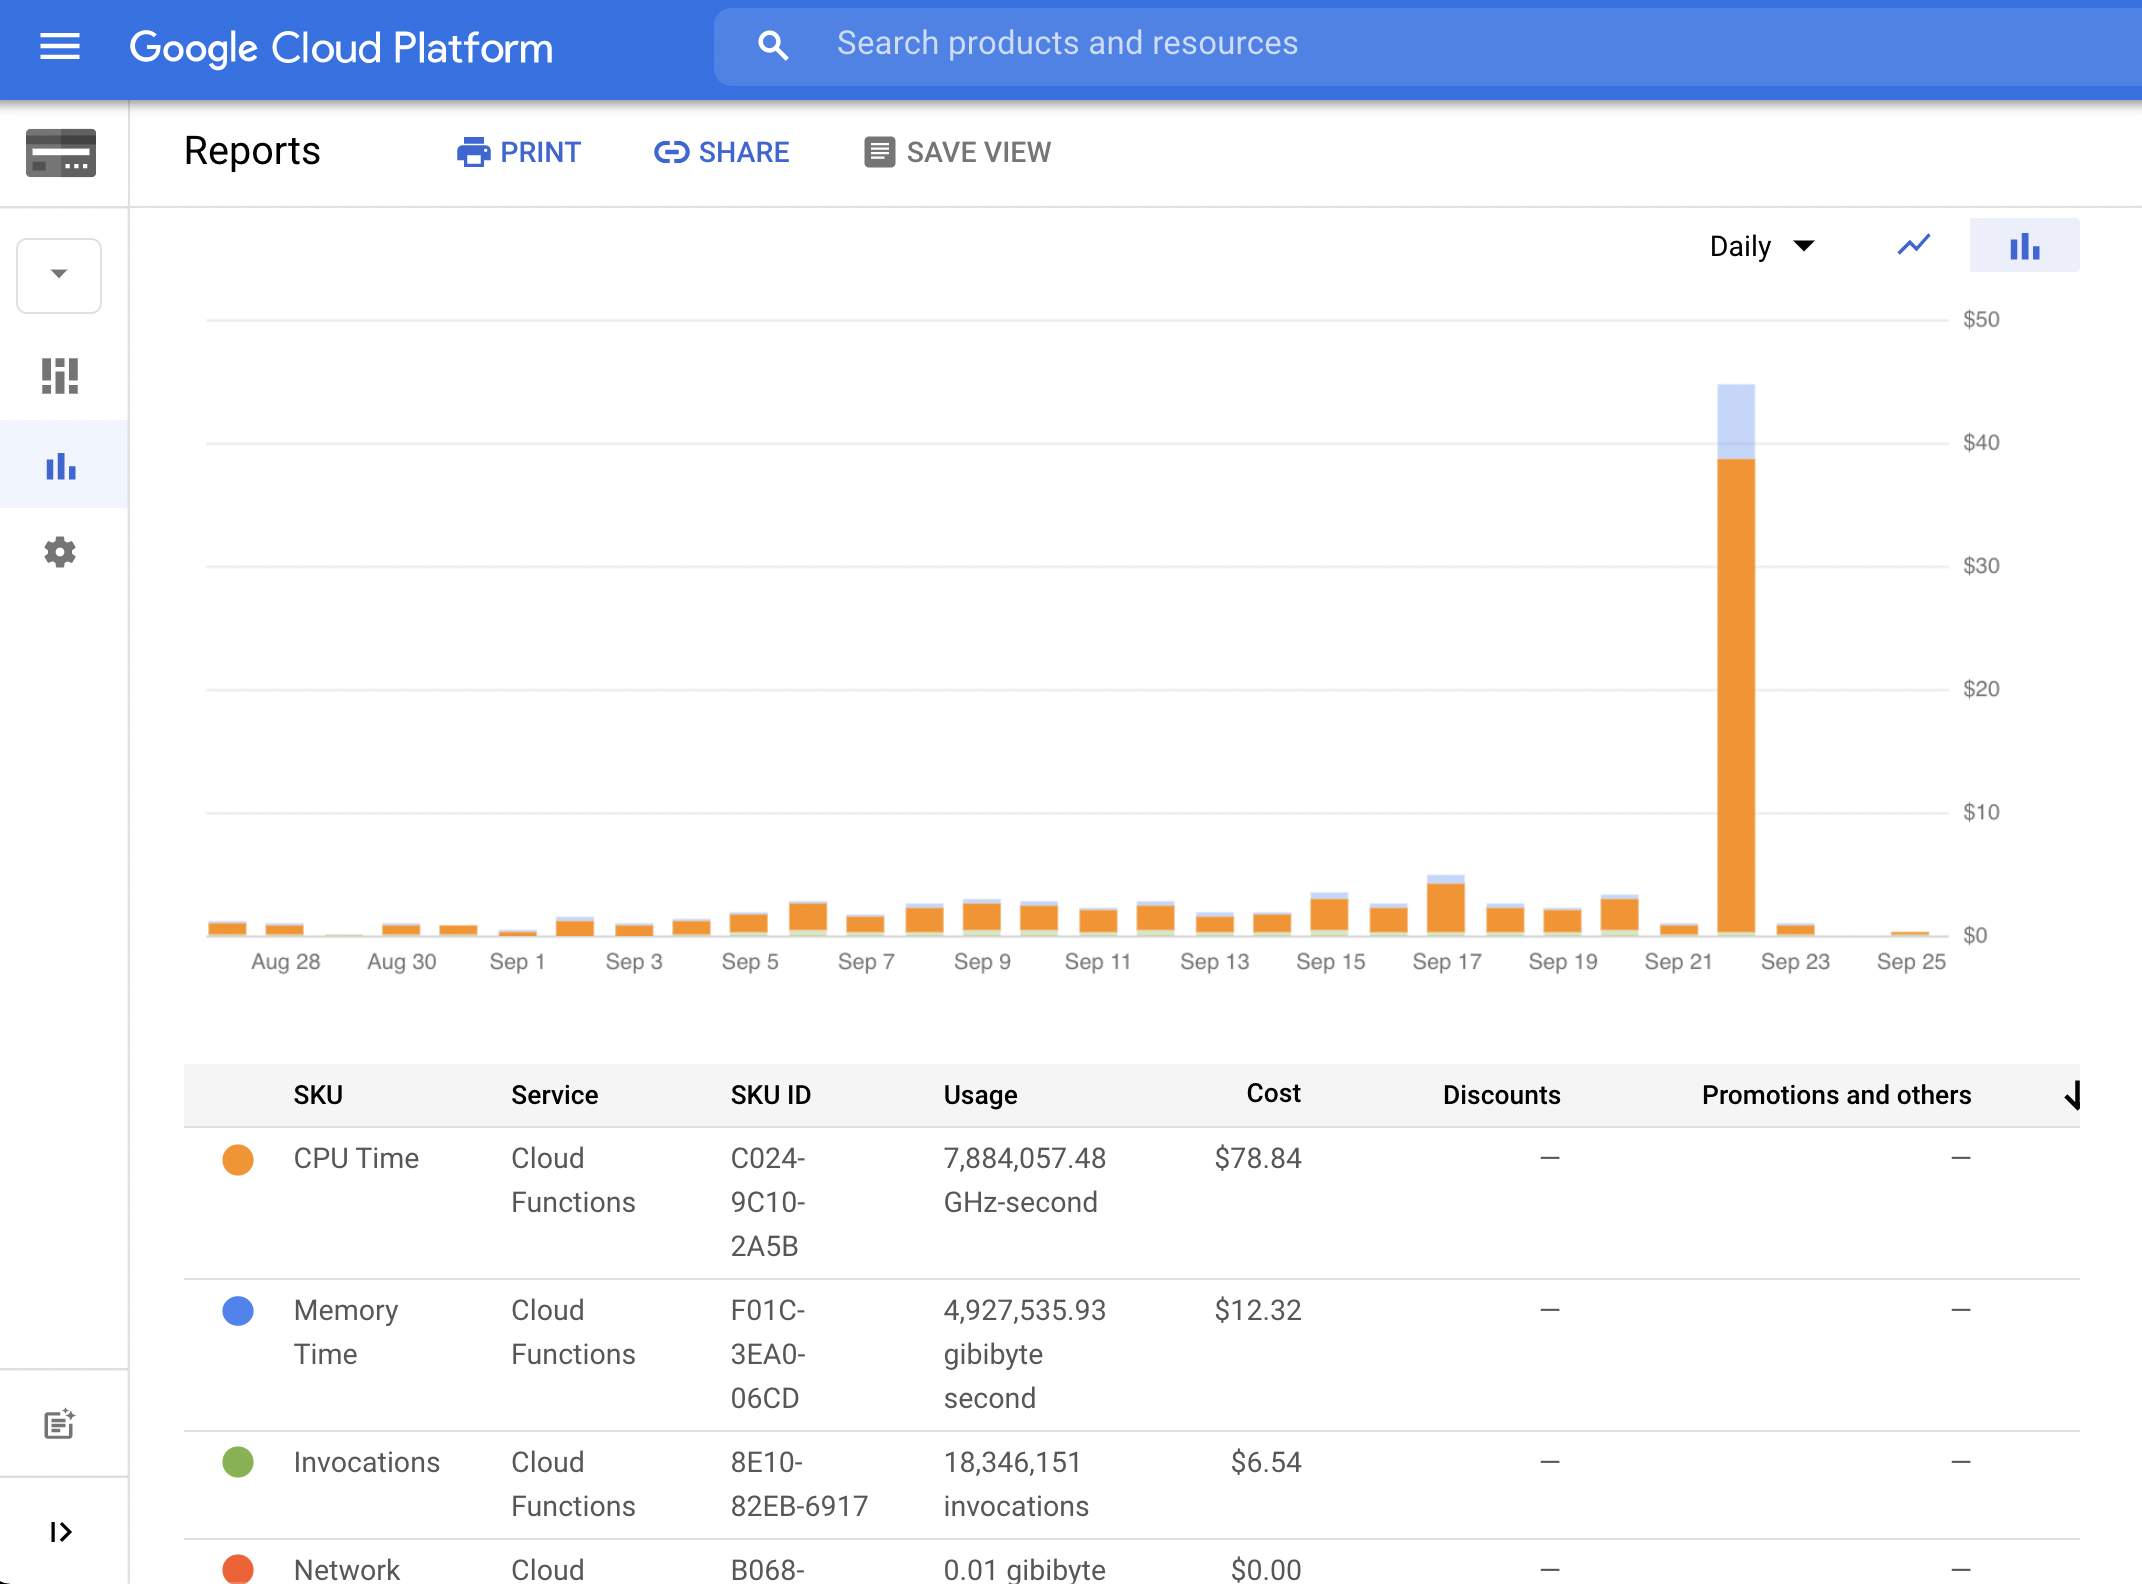 Google Cloud Platform
Search products and resources
Reports
PRINT
SHARE
SAVE VIEW
Daily
$50
$40
$30
$20
$10
$0
Aug 28 Aug 30 Sep 1 Sep 3 Sep 5 Sep 7 Sep 9 Sep 11 Sep 13 Sep 15 Sep 17 Sep 19 Sep 21 Sep 23 Sep 25
SKU Service SKU ID Usage Cost Discounts Promotions and others
CPU Time Cloud C024- 7,884,057.48 $78.84 — —
Functions 9C10- GHz-second
2A5B
Memory Cloud F01C- 4,927,535.93 $12.32 — —
Time Functions 3EA0- gibibyte
06CD second
Invocations Cloud 8E10- 18,346,151 $6.54 — —
Functions 82EB-6917 invocations
Network Cloud B068- 0.01 gibibyte $0.00 — —